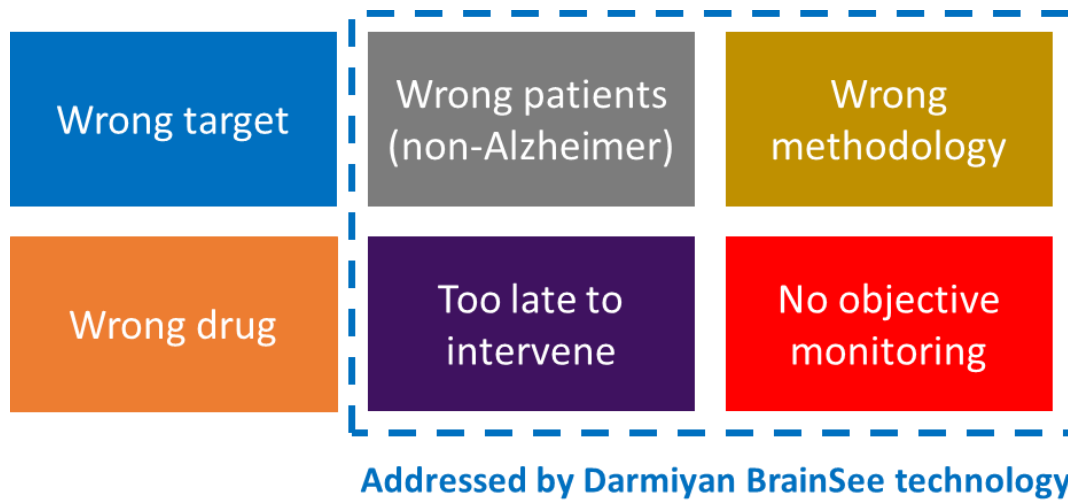 Wrong target
Wrong patients
(non-Alzheimer)
Wrong
methodology
Wrong drug
Too late to
intervene
No objective
monitoring
Addressed by Darmiyan BrainSee technology